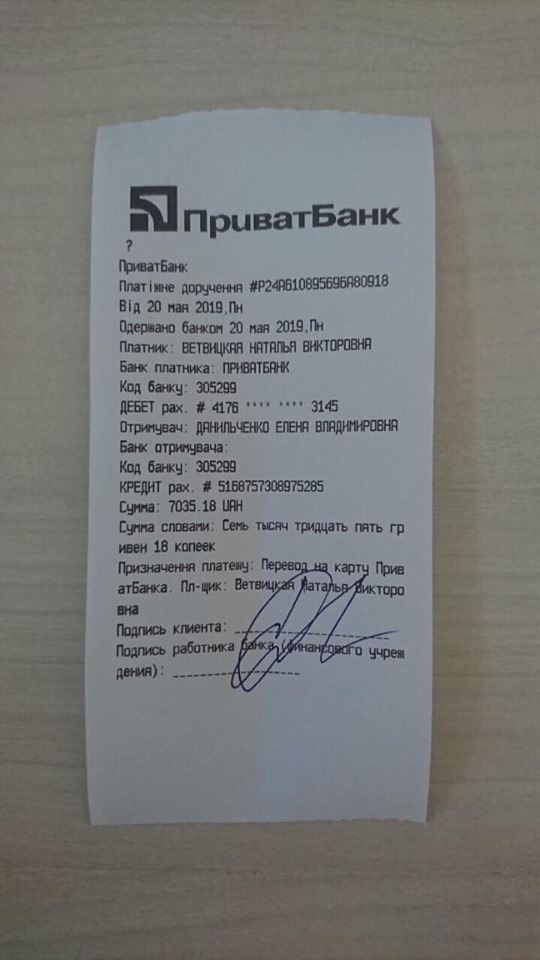 ПриватБанк
?
ПриватБанк
Платіжне доручення #P24A610895696A80918
Від 20 мая 2019,Пн
Одержано банком 20 мая 2019,Пн
Платник: ВЕТВИЦКАЯ НАТАЛЬЯ ВИКТОРОВНА
Банк платника: ПРИВАТБАНК
Код банку: 305299
ДЕБЕТ рах. # 4176 **** **** 3145
Отримувач: ДАНИЛЬЧЕНКО ЕЛЕНА ВЛАДИМИРОВНА
Банк отримувача:
Код банку: 305299
КРЕДИТ рах. # 5168757308975285
Сумма: 7035.18 UAH
Сумма словами: Семь тысяч тридцать пять гр
ивен 18 копеек
Призначення платежу: Перевод на карту Прив
атБанка. Пл-щик: Ветвицкая Наталья Викторо
вна
Подпись клиента: ____________________
Подпись работника банка (финансового учреж
дения): ________________